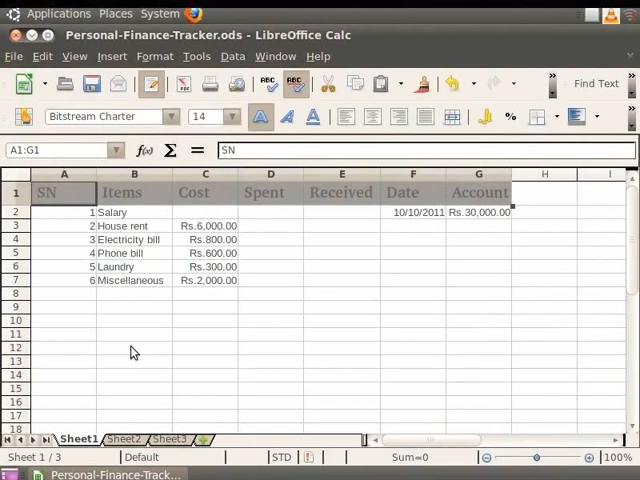 Applications Places System
Personal-Finance-Tracker.ods - LibreOffice Calc
File Edit View Insert Format Tools Data Window Help
ABC ABC Find Text
Bitstream Charter 14 A A A %
A1:G1 f(x) Σ = SN
A B C D E F G H I
1 SN Items Cost Spent Received Date Account
2 1 Salary 10/10/2011 Rs.30,000.00
3 2 House rent Rs.6,000.00
4 3 Electricity bill Rs.800.00
5 4 Phone bill Rs.600.00
6 5 Laundry Rs.300.00
7 6 Miscellaneous Rs.2,000.00
8
9
10
11
12
13
14
15
16
17
18
Sheet1 Sheet2 Sheet3
Sheet 1 / 3 Default STD Sum=0 100%
Personal-Finance-Track...